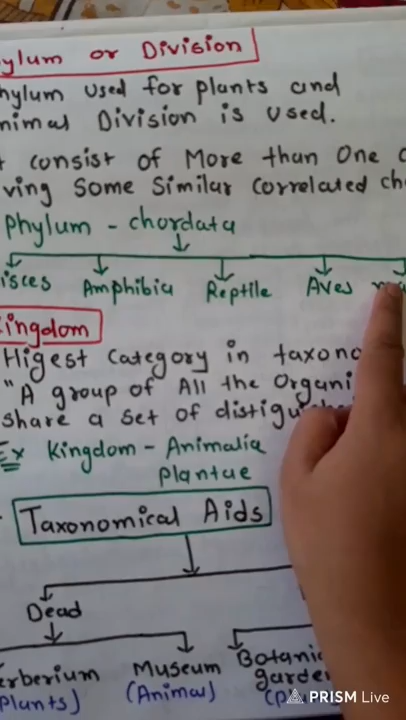 ylum or Division
hylum used for plants and
nimal Division is used.
consist of More than One
ving Some Similar Correlated ch
Phylum - chordata
isces Amphibia Reptile Aves
ingdom
Higest Category in taxono
"A group of All the Organi
share a set of distigu
Ex Kingdom - Animalia
Plantae
Taxonomical Aids
Dead
erberium Museum Botanic
garde
Plants) (Animal)
PRISM Live